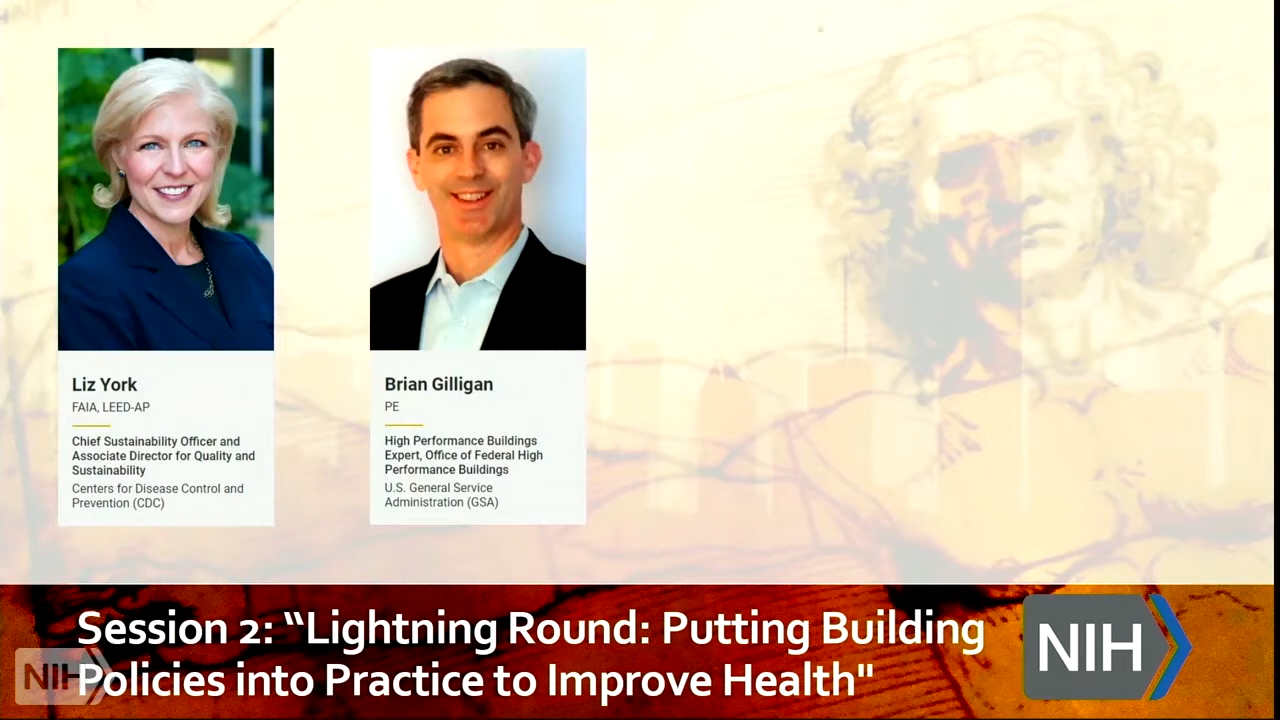 Liz York
FAIA, LEED-AP
Chief Sustainability Officer and
Associate Director for Quality and
Sustainability
Centers for Disease Control and
Prevention (CDC)
Brian Gilligan
PE
High Performance Buildings
Expert, Office of Federal High
Performance Buildings
U.S. General Service
Administration (GSA)
Session 2: “Lightning Round: Putting Building
Policies into Practice to Improve Health"
NIH
NIH